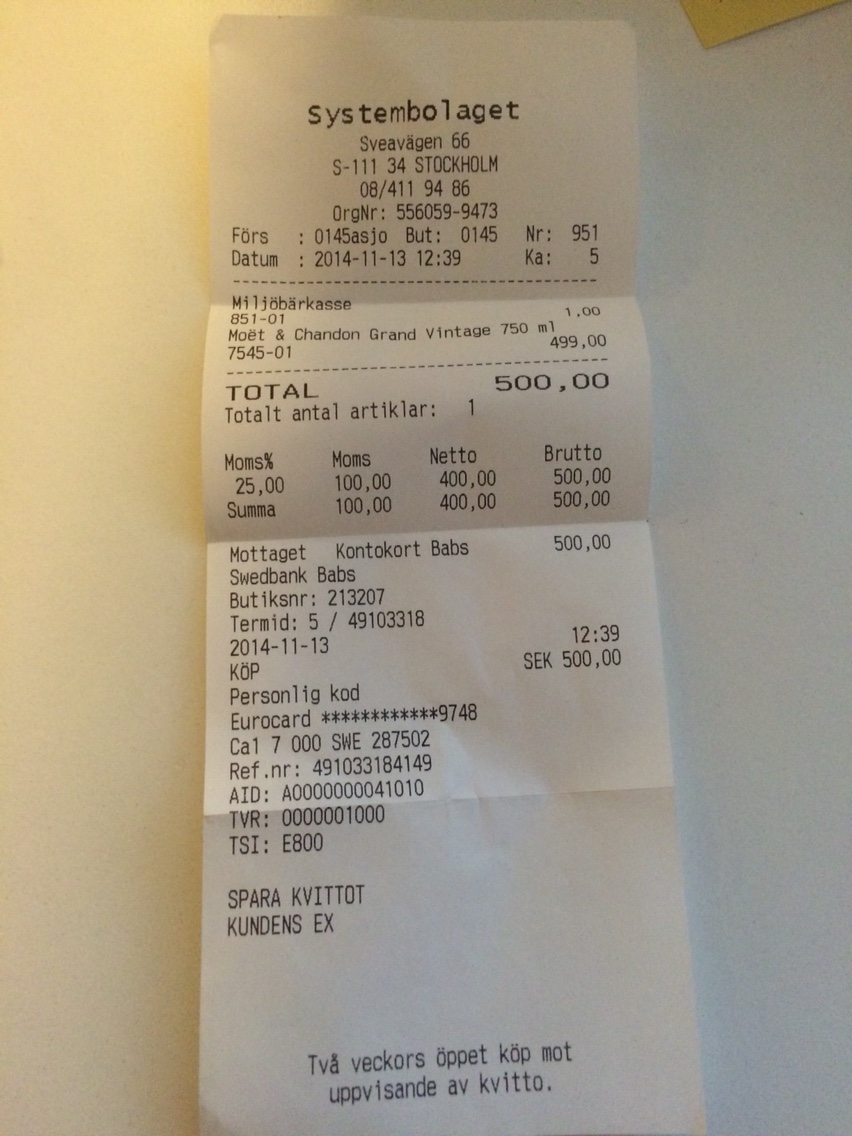 Systembolaget
Sveavägen 66
S-111 34 STOCKHOLM
08/411 94 86
OrgNr: 556059-9473
Förs : 0145asjo But: 0145 Nr: 951
Datum : 2014-11-13 12:39 Ka: 5
Miljöbärkasse
851-01 1,00
Moët & Chandon Grand Vintage 750 ml
7545-01 499,00
TOTAL 500,00
Totalt antal artiklar: 1
Moms% Moms Netto Brutto
25,00 100,00 400,00 500,00
Summa 100,00 400,00 500,00
Mottaget Kontokort Babs 500,00
Swedbank Babs
Butiksnr: 213207
Termid: 5 / 49103318
2014-11-13 12:39
KÖP SEK 500,00
Personlig kod
Eurocard ************9748
Ca1 7 000 SWE 287502
Ref.nr: 491033184149
AID: A0000000041010
TVR: 0000001000
TSI: E800
SPARA KVITTOT
KUNDENS EX
Två veckors öppet köp mot
uppvisande av kvitto.